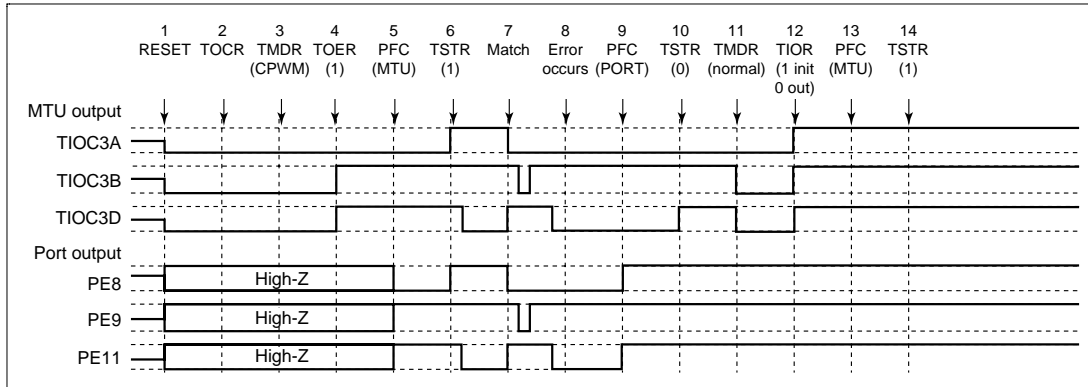 1 2 3 4 5 6 7 8 9 10 11 12 13 14
RESET TOCR TMDR TOER PFC TSTR Match Error PFC TSTR TMDR TIOR PFC TSTR
(CPWM) (1) (MTU) (1) occurs (PORT) (0) (normal) (1 init (MTU) (1)
0 out)
MTU output
TIOC3A
TIOC3B
TIOC3D
Port output
PE8 High-Z
PE9 High-Z
PE11 High-Z